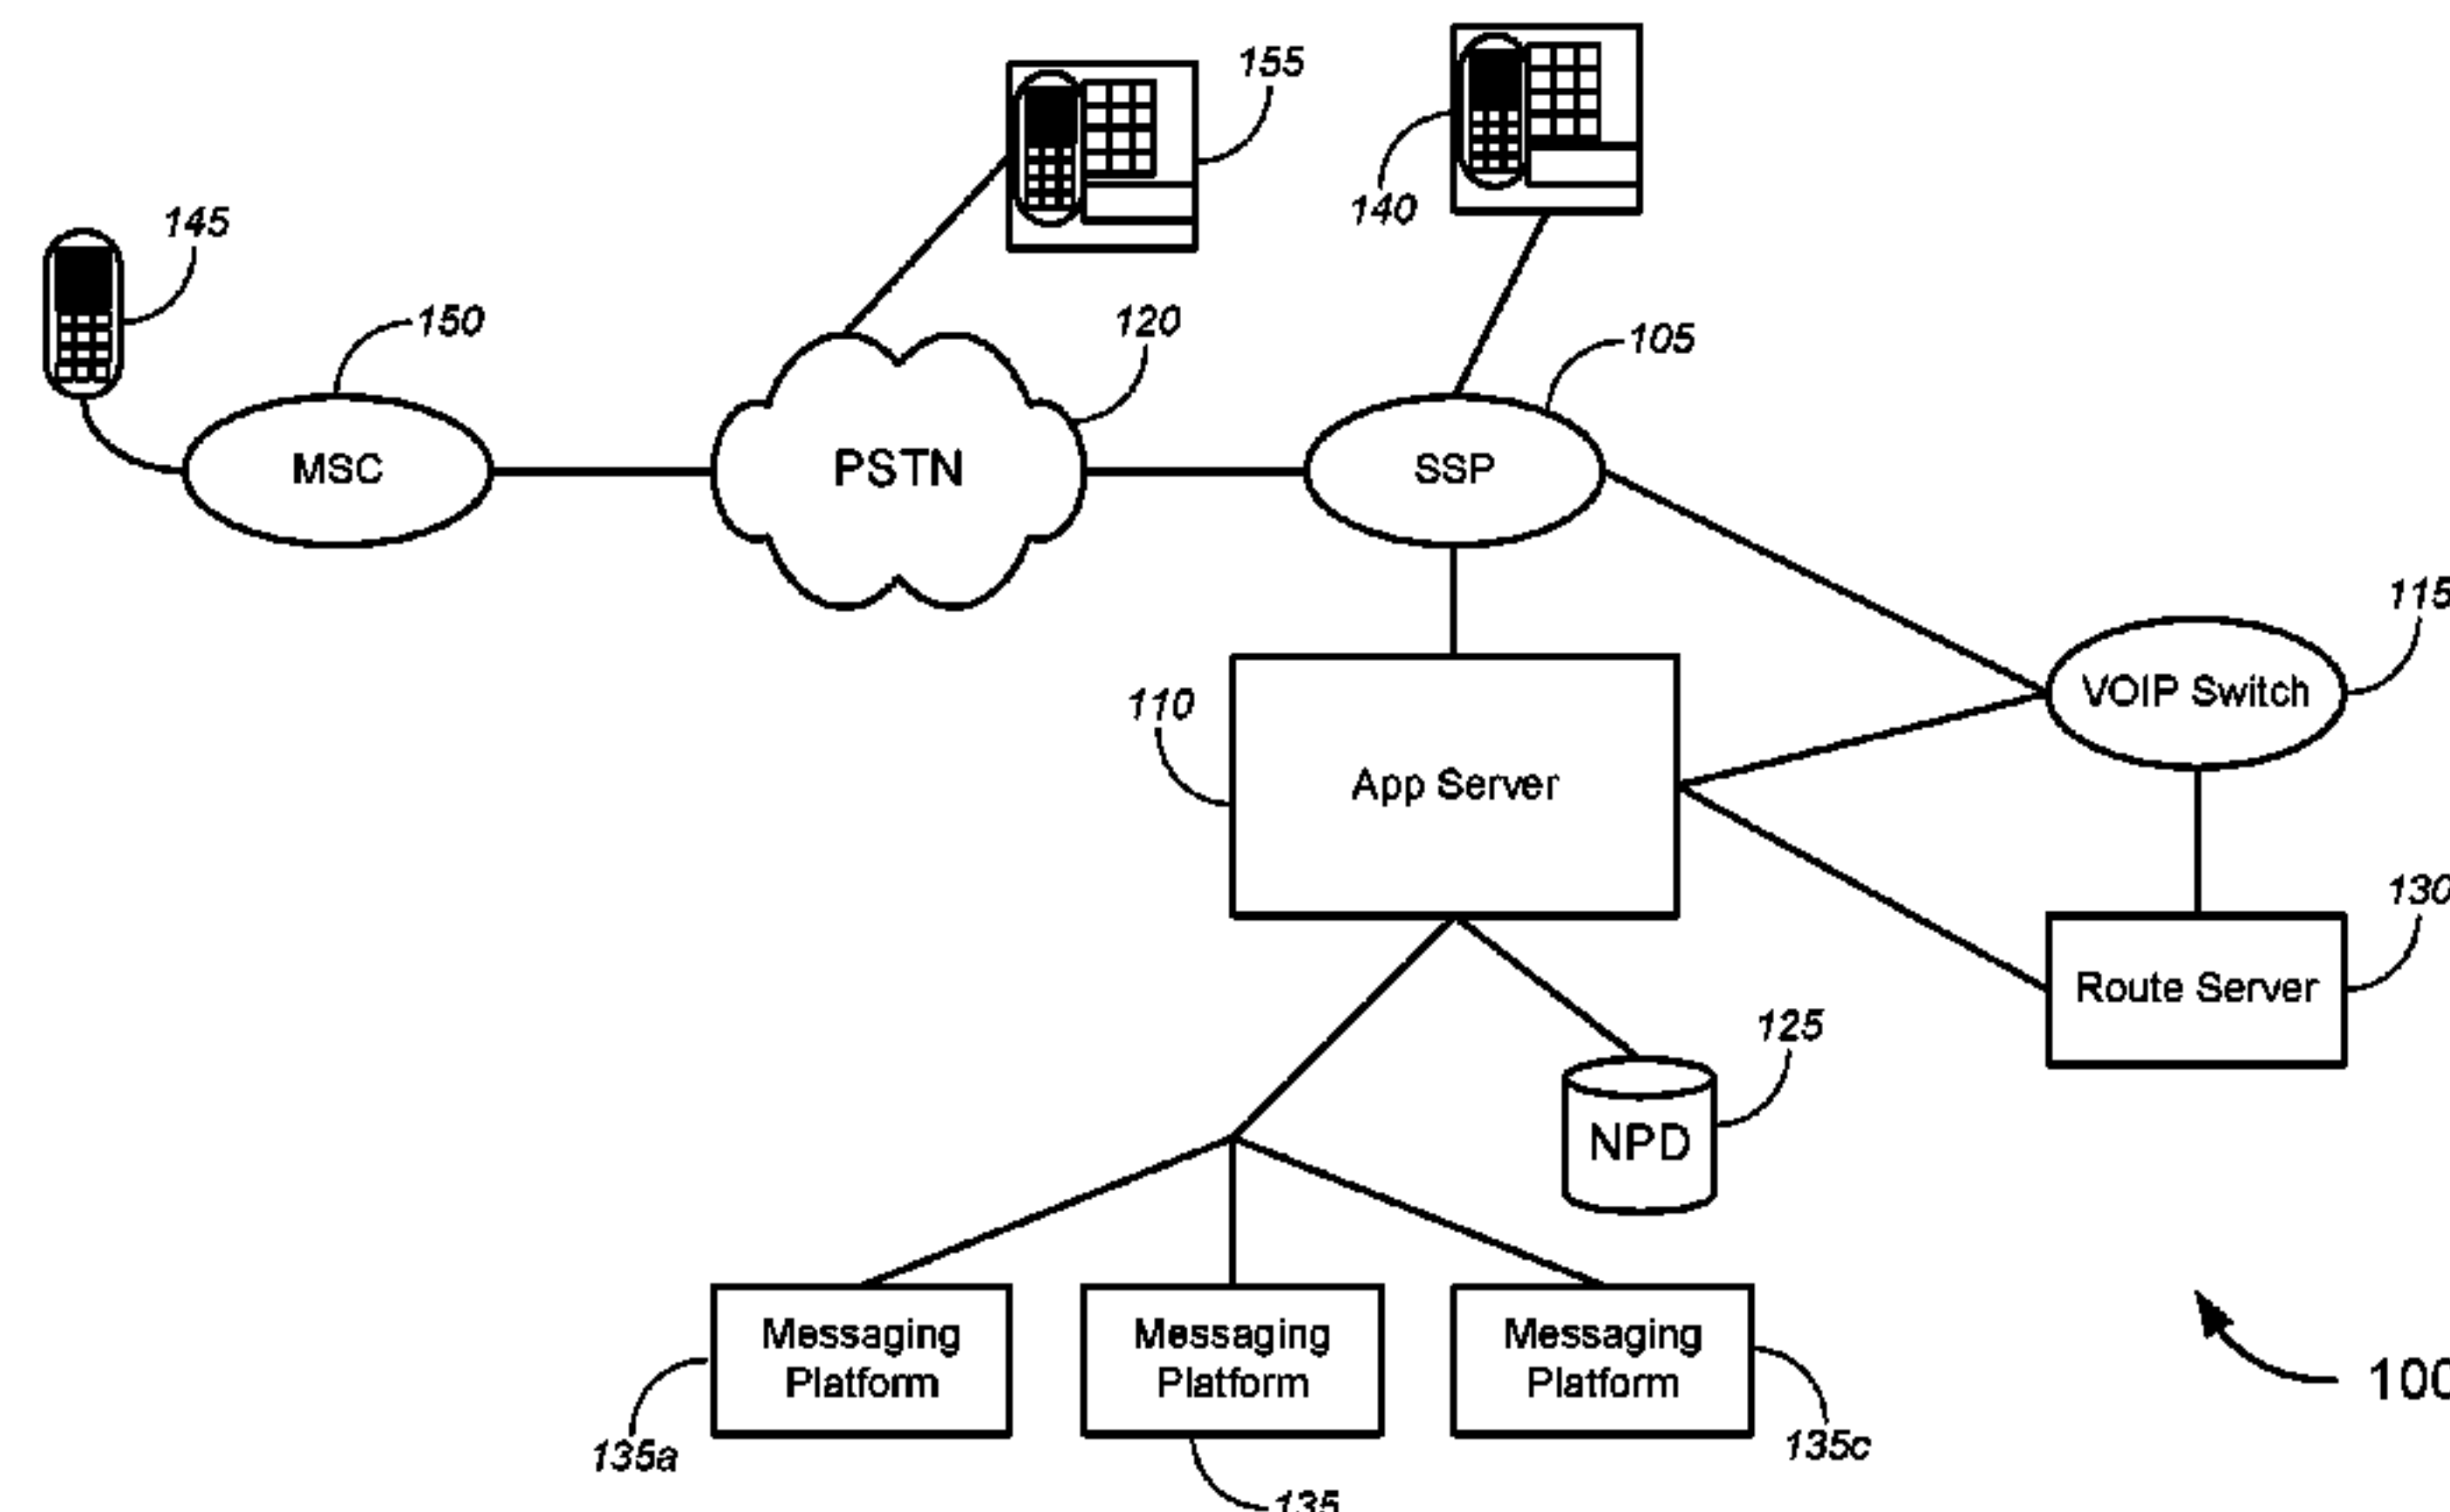 155
140
145
150
120
105
MSC
PSTN
SSP
115
110
VOIP Switch
App Server
130
Route Server
125
NPD
Messaging
Platform
Messaging
Platform
Messaging
Platform
135a
135c
100
135